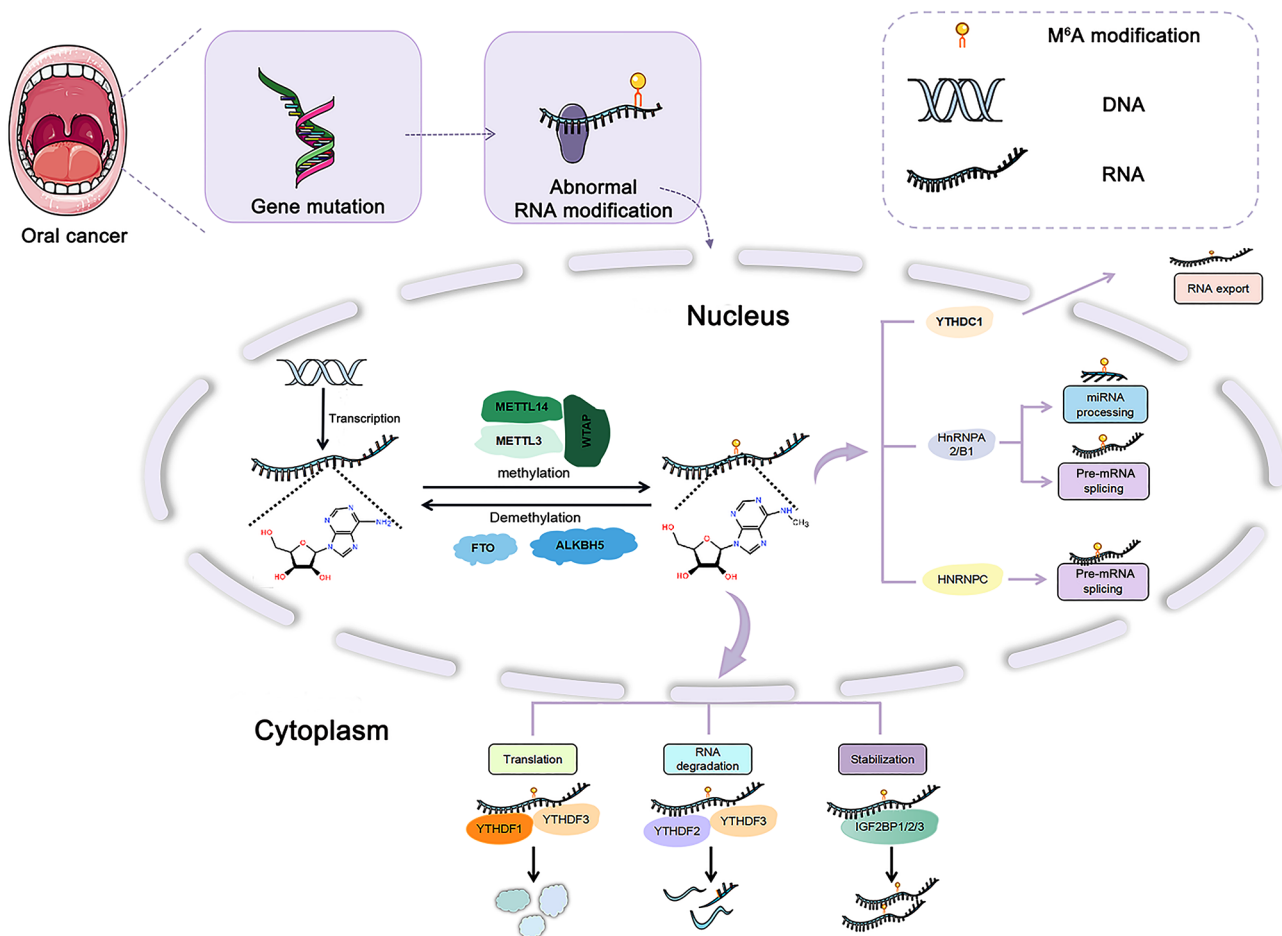 Oral cancer
Gene mutation
Abnormal
RNA modification
M⁶A modification
DNA
RNA
Nucleus
RNA export
YTHDC1
Transcription
METTL14
METTL3
WTAP
methylation
Demethylation
FTO
ALKBH5
NH₂
HO
O
N
N
N
N
HO
OH
NH
CH₃
HO
O
N
N
N
N
HO
OH
miRNA
processing
HnRNPA
2/B1
Pre-mRNA
splicing
HNRNPC
Pre-mRNA
splicing
Cytoplasm
Translation
RNA
degradation
Stabilization
YTHDF1
YTHDF3
YTHDF2
YTHDF3
IGF2BP1/2/3